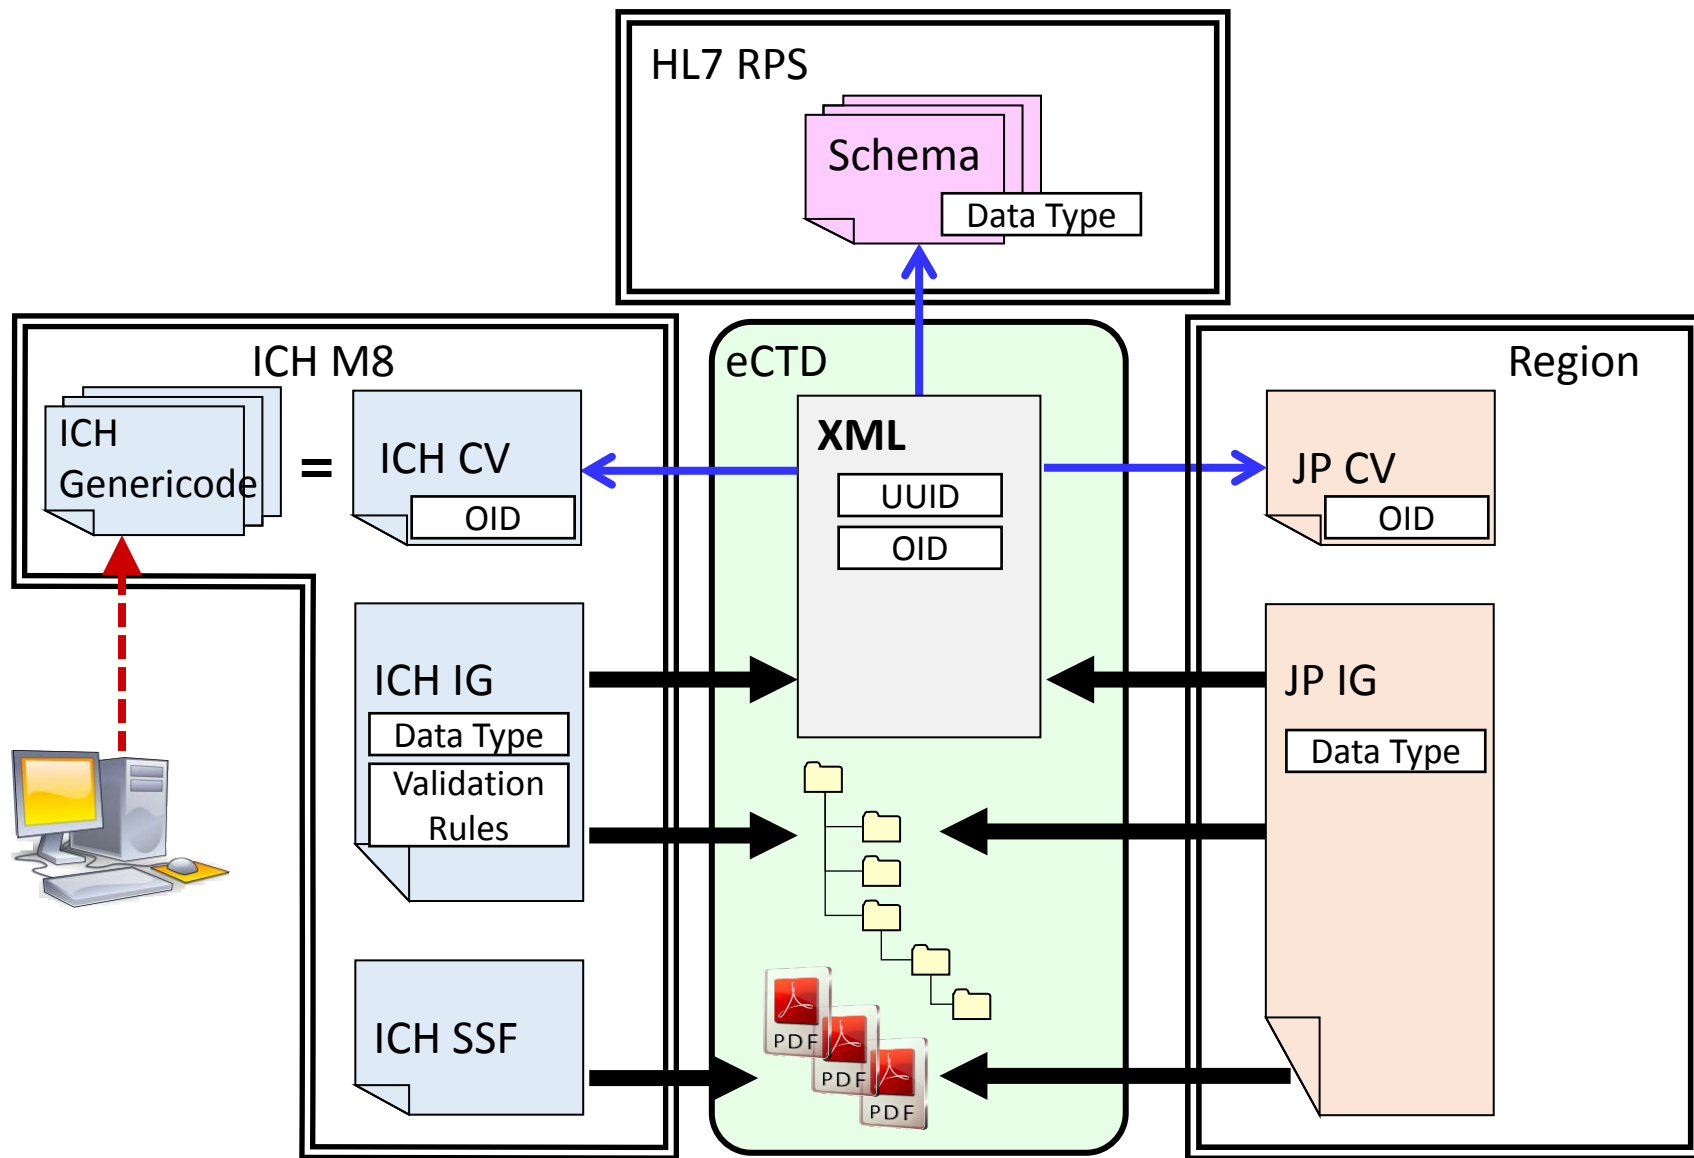 HL7 RPS
Schema
Data Type
ICH M8
ICH
Genericode
=
ICH CV
OID
ICH IG
Data Type
Validation
Rules
ICH SSF
eCTD
XML
UUID
OID
PDF
PDF
PDF
Region
JP CV
OID
JP IG
Data Type